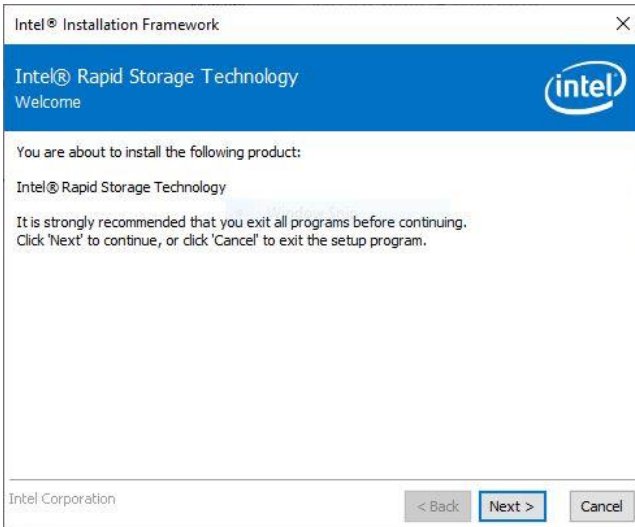 Intel® Installation Framework
Intel® Rapid Storage Technology
intel
Welcome
You are about to install the following product:
Intel® Rapid Storage Technology
It is strongly recommended that you exit all programs before continuing.
Click 'Next' to continue, or click 'Cancel' to exit the setup program.
Intel Corporation
< Back
Next >
Cancel